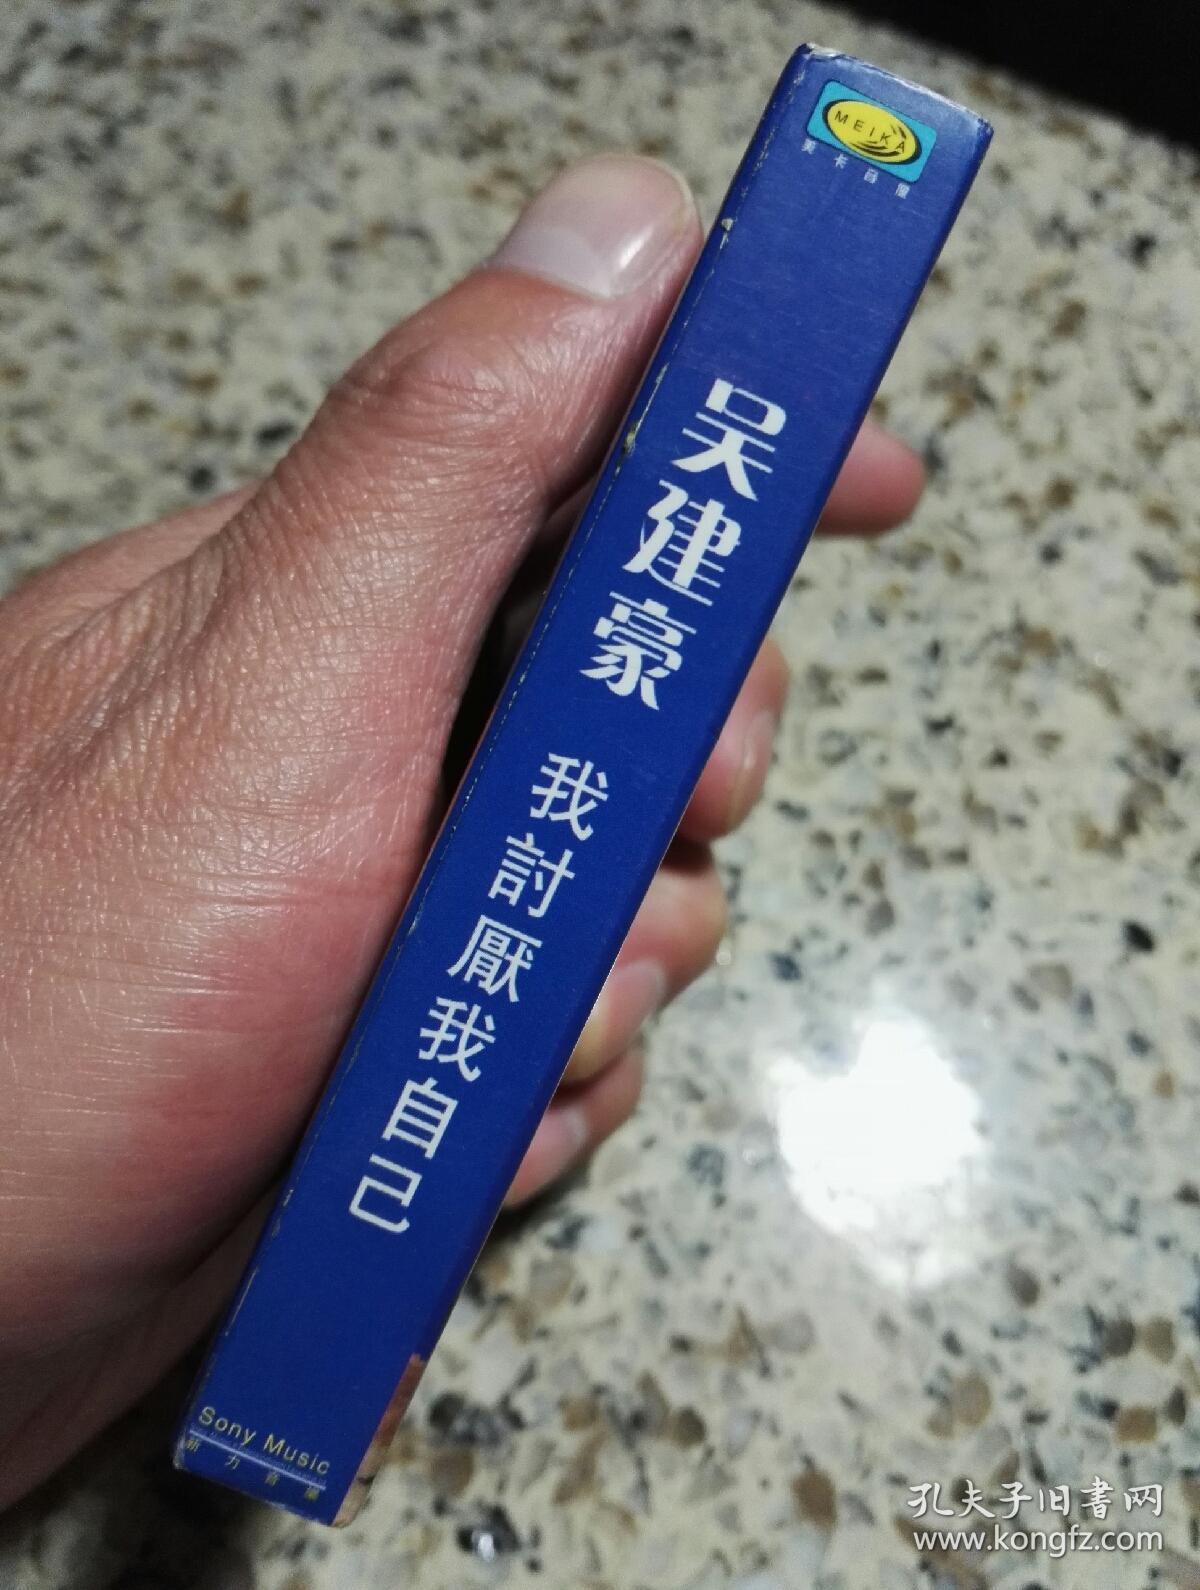 MEIKA
美卡音像
吴建豪
我討厭我自己
Sony Music
新力音樂
孔夫子旧書网
www.kongfz.com